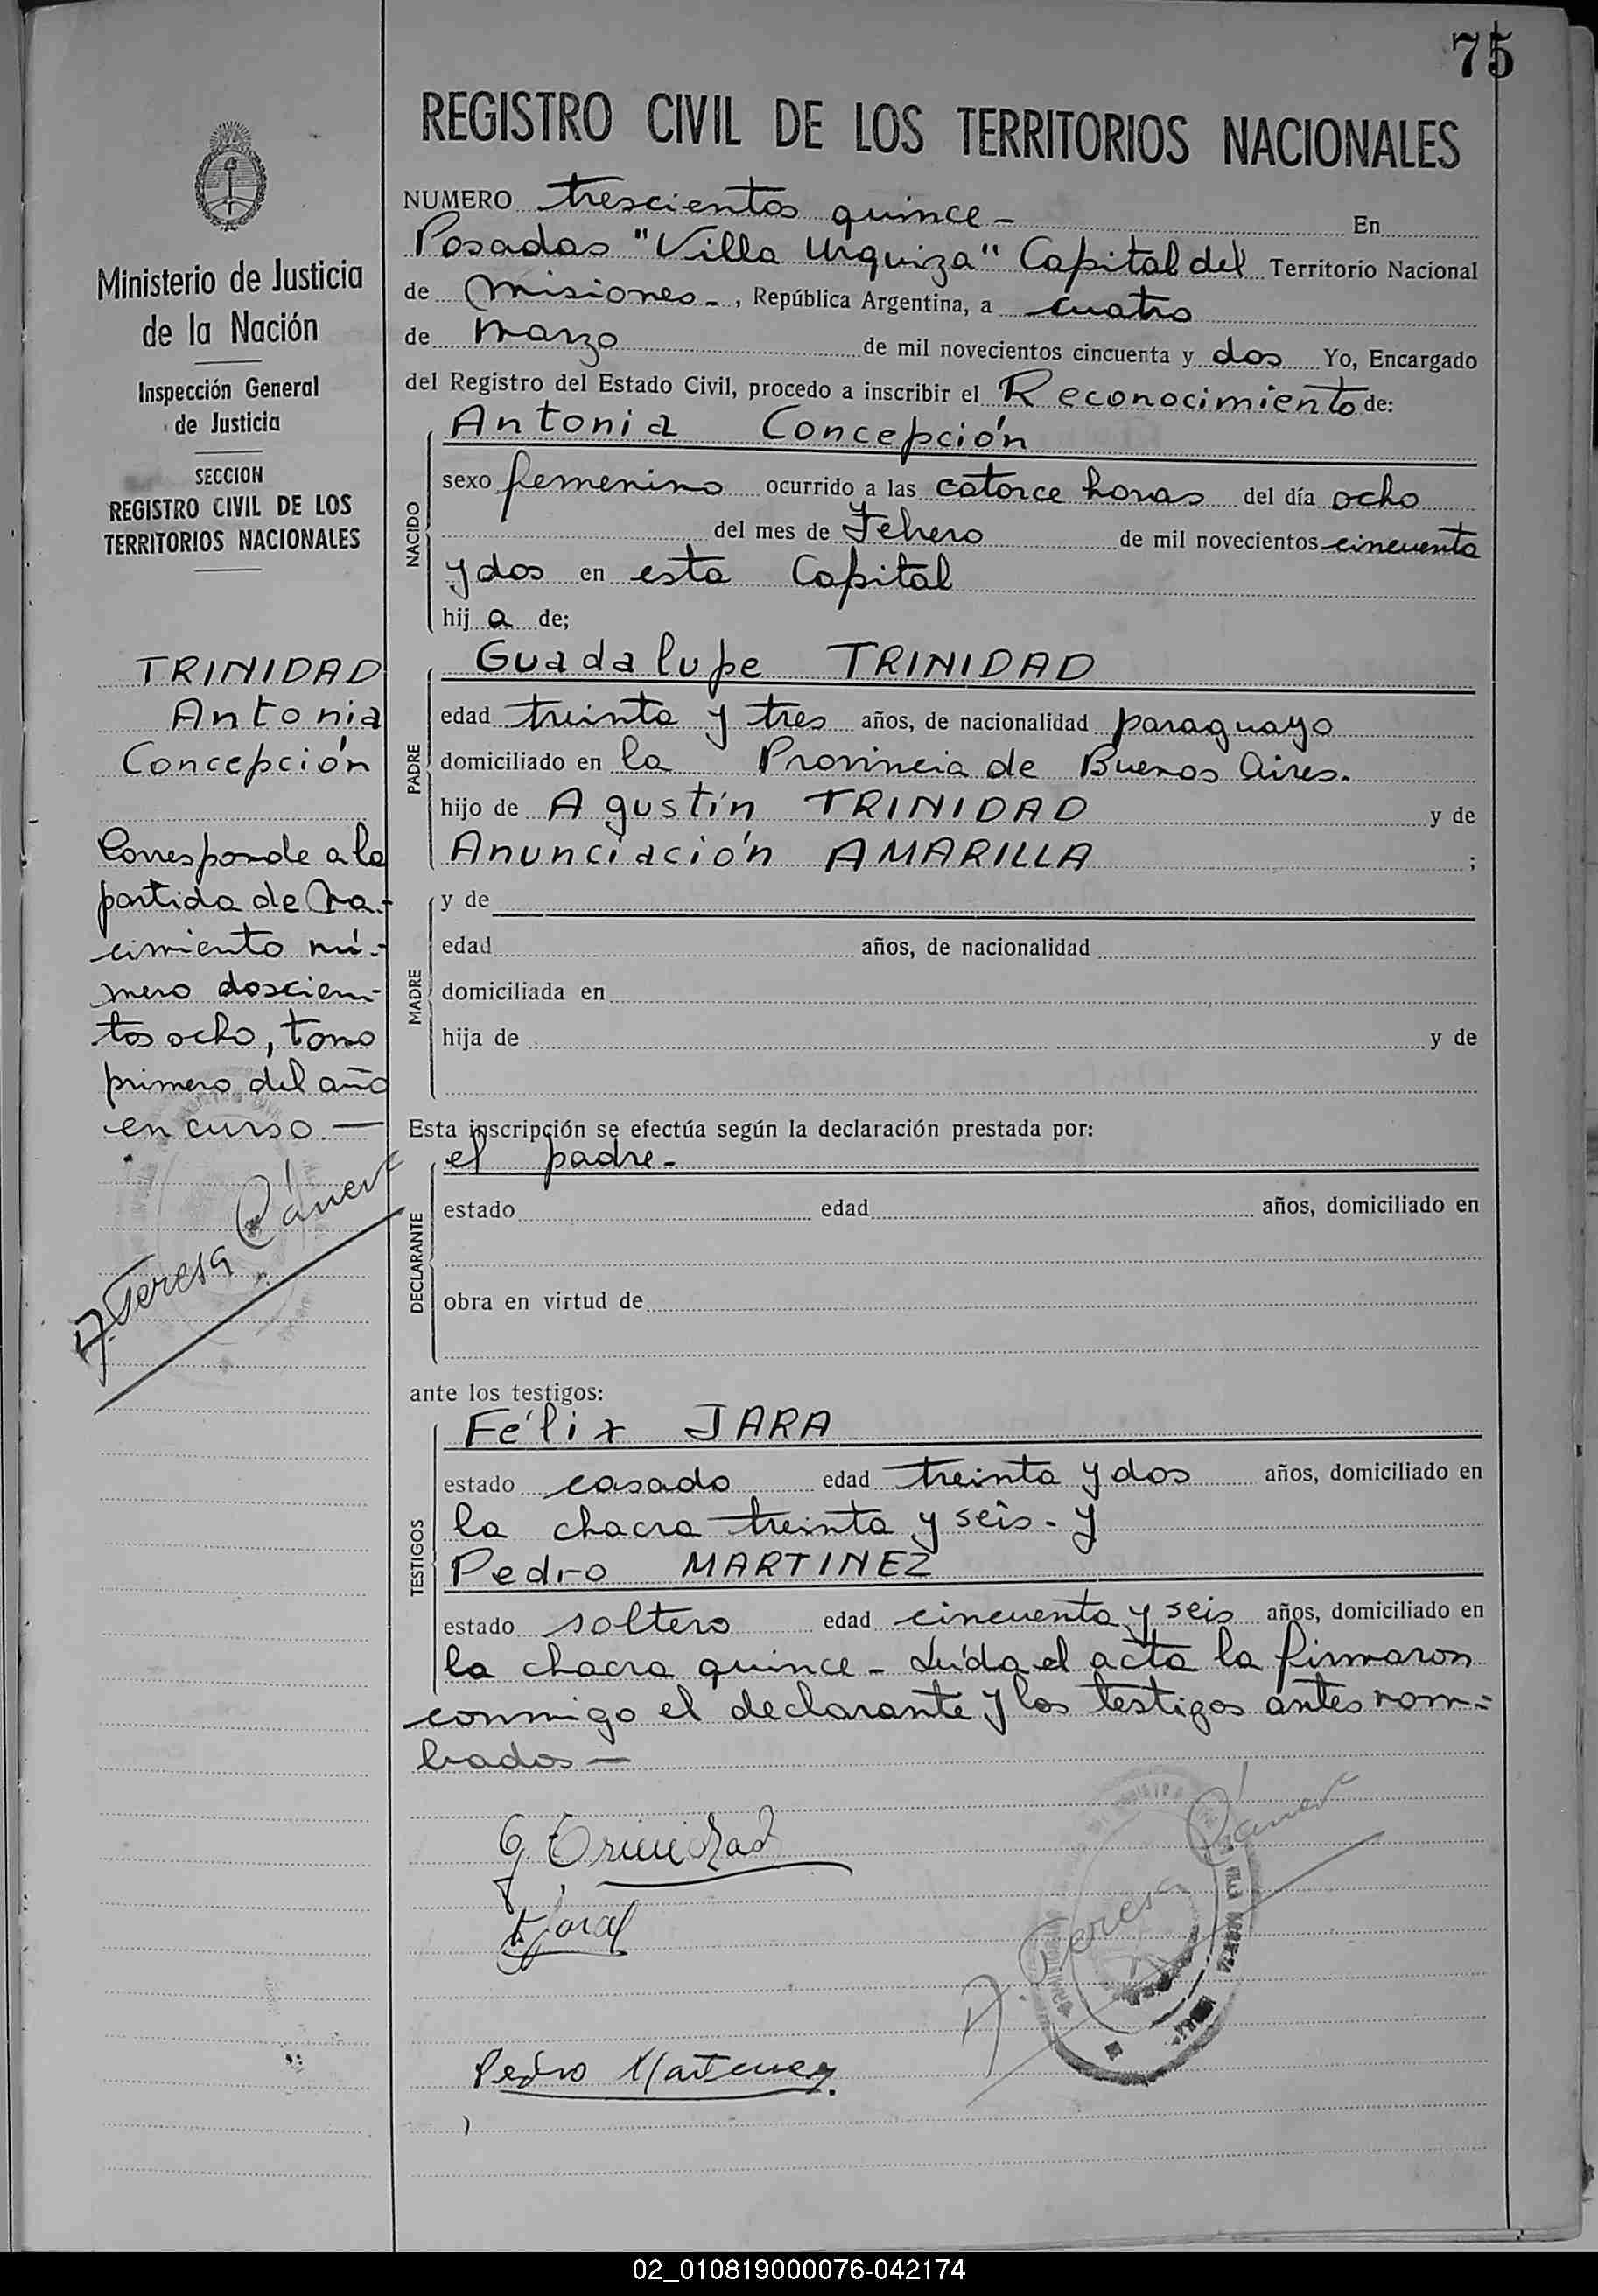 75
REGISTRO CIVIL DE LOS TERRITORIOS NACIONALES
Ministerio de Justicia
de la Nación
Inspección General
de Justicia
SECCION
REGISTRO CIVIL DE LOS
TERRITORIOS NACIONALES
TRINIDAD
Antonia
Concepción
Corresponde a la
partida de na-
cimiento nú-
mero doscien-
tos ocho, tomo
primero del año
en curso.—
NUMERO trescientos quince- En
Posadas "Villa Urquiza" Capital del Territorio Nacional
de Misiones-, República Argentina, a cuatro
de Marzo de mil novecientos cincuenta y dos Yo, Encargado
del Registro del Estado Civil, procedo a inscribir el Reconocimiento de:
NACIDO
Antonia Concepción
sexo femenino ocurrido a las catorce horas del día ocho
del mes de Febrero de mil novecientos cincuenta
y dos en esta Capital
hija de;
PADRE
Guadalupe TRINIDAD
edad treinta y tres años, de nacionalidad paraguayo
domiciliado en la Provincia de Buenos Aires.
hijo de Agustín TRINIDAD y de
Anunciación AMARILLA ;
MADRE
y de
edad años, de nacionalidad
domiciliada en
hija de y de
Esta inscripción se efectúa según la declaración prestada por:
DECLARANTE
el padre-
estado edad años, domiciliado en
obra en virtud de
ante los testigos:
TESTIGOS
Félix JARA
estado casado edad treinta y dos años, domiciliado en
la chacra treinta y seis- y
Pedro MARTINEZ
estado soltero edad cincuenta y seis años, domiciliado en
la chacra quince- Leída el acta la firmaron
conmigo el declarante y los testigos antes nom-
brados—
G. Trinidad
Pedro Martinez
02_010819000076-042174